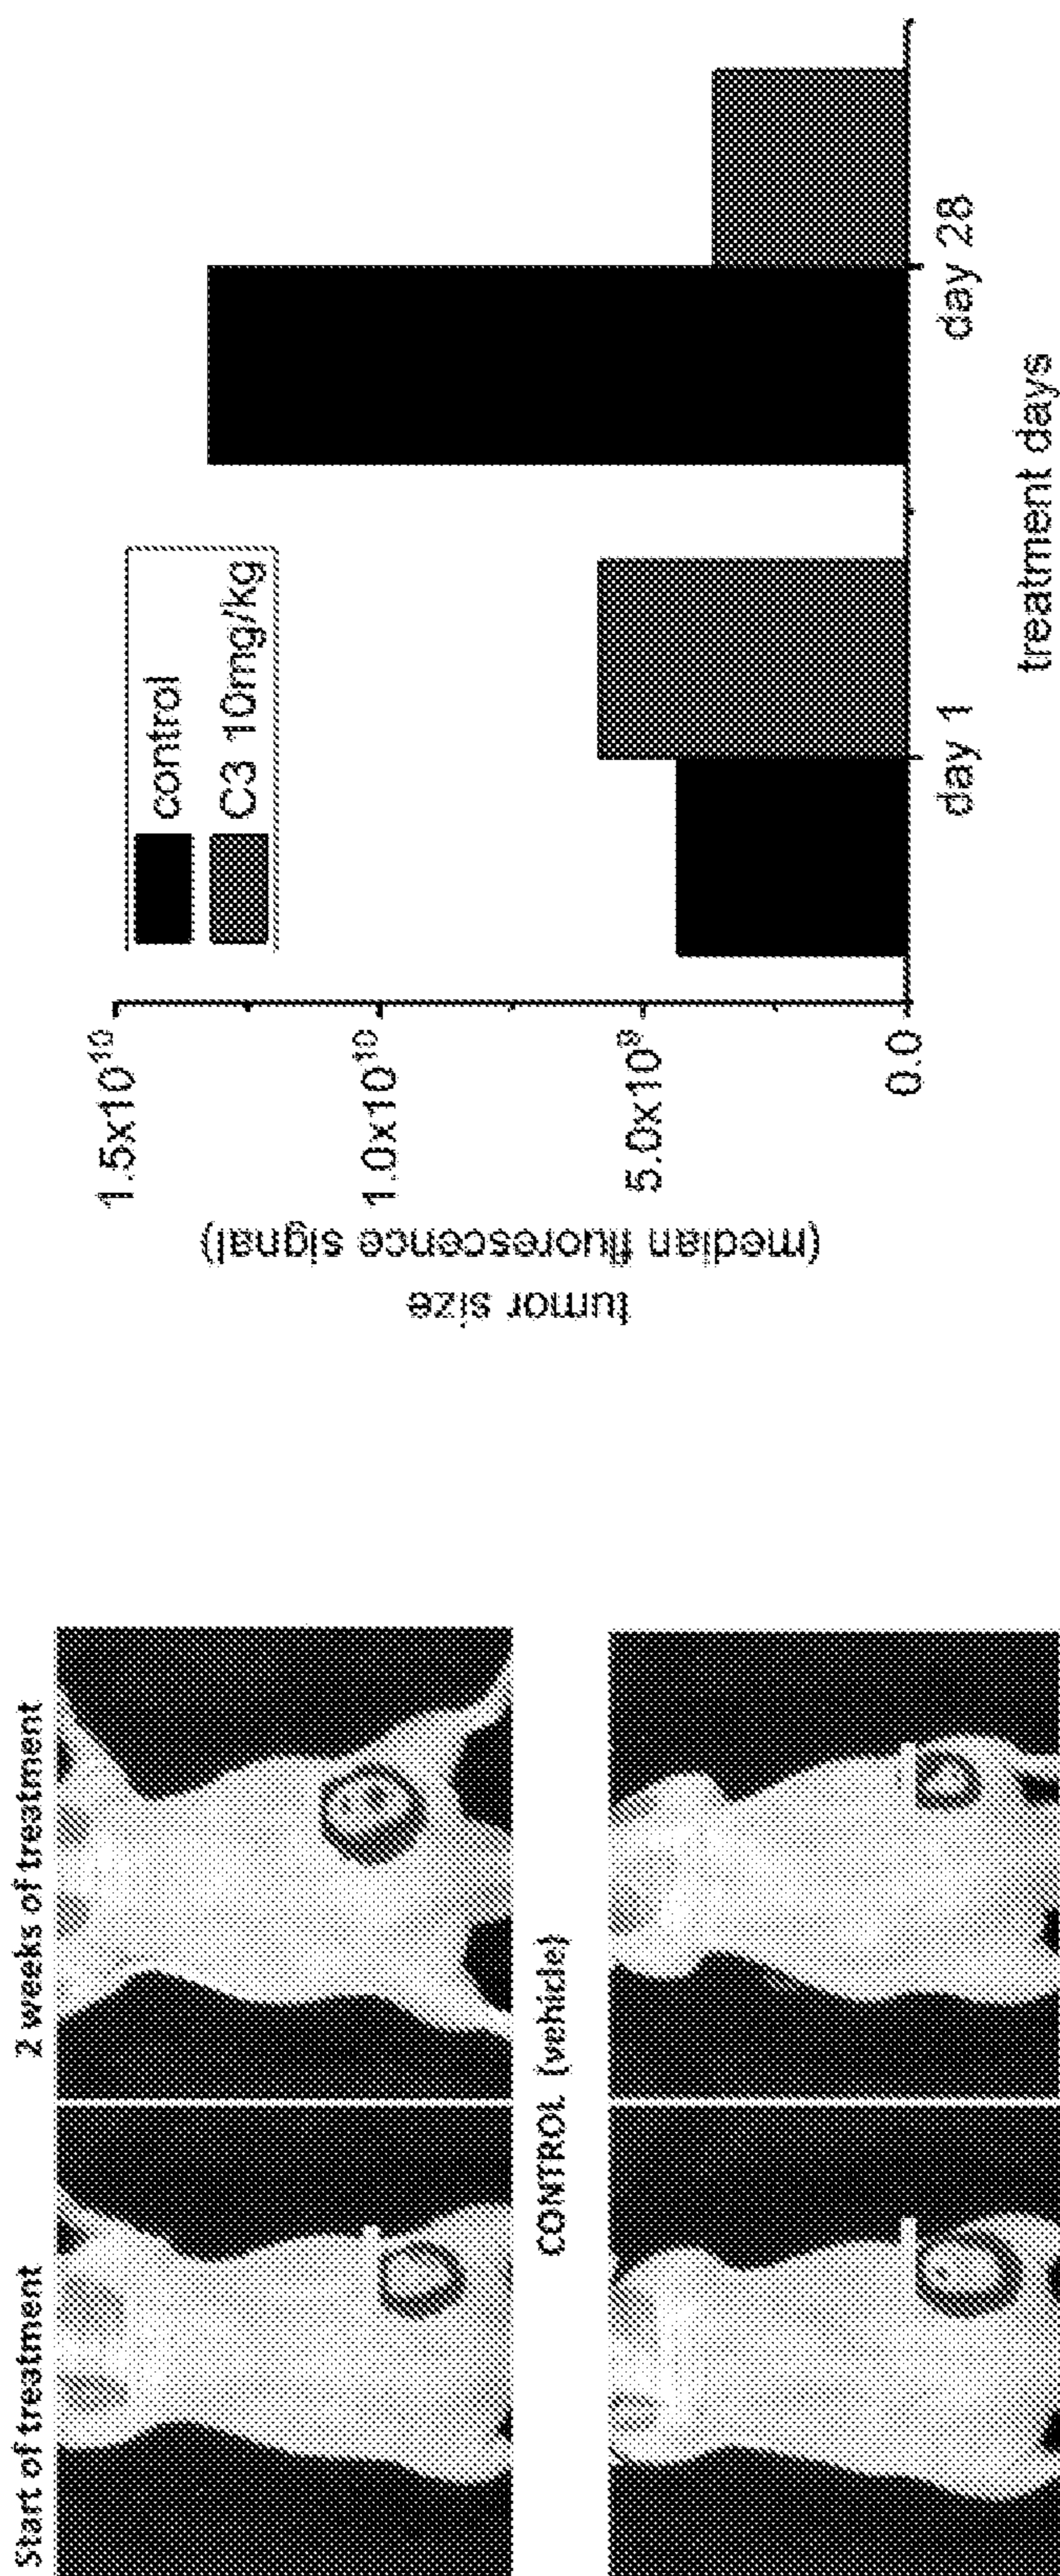 Start of treatment
2 weeks of treatment
CONTROL (vehicle)
tumor size
(median fluorescence signal)
1.5x10¹⁰
1.0x10¹⁰
5.0x10⁹
0.0
control
C3 10mg/kg
day 1
day 28
treatment days